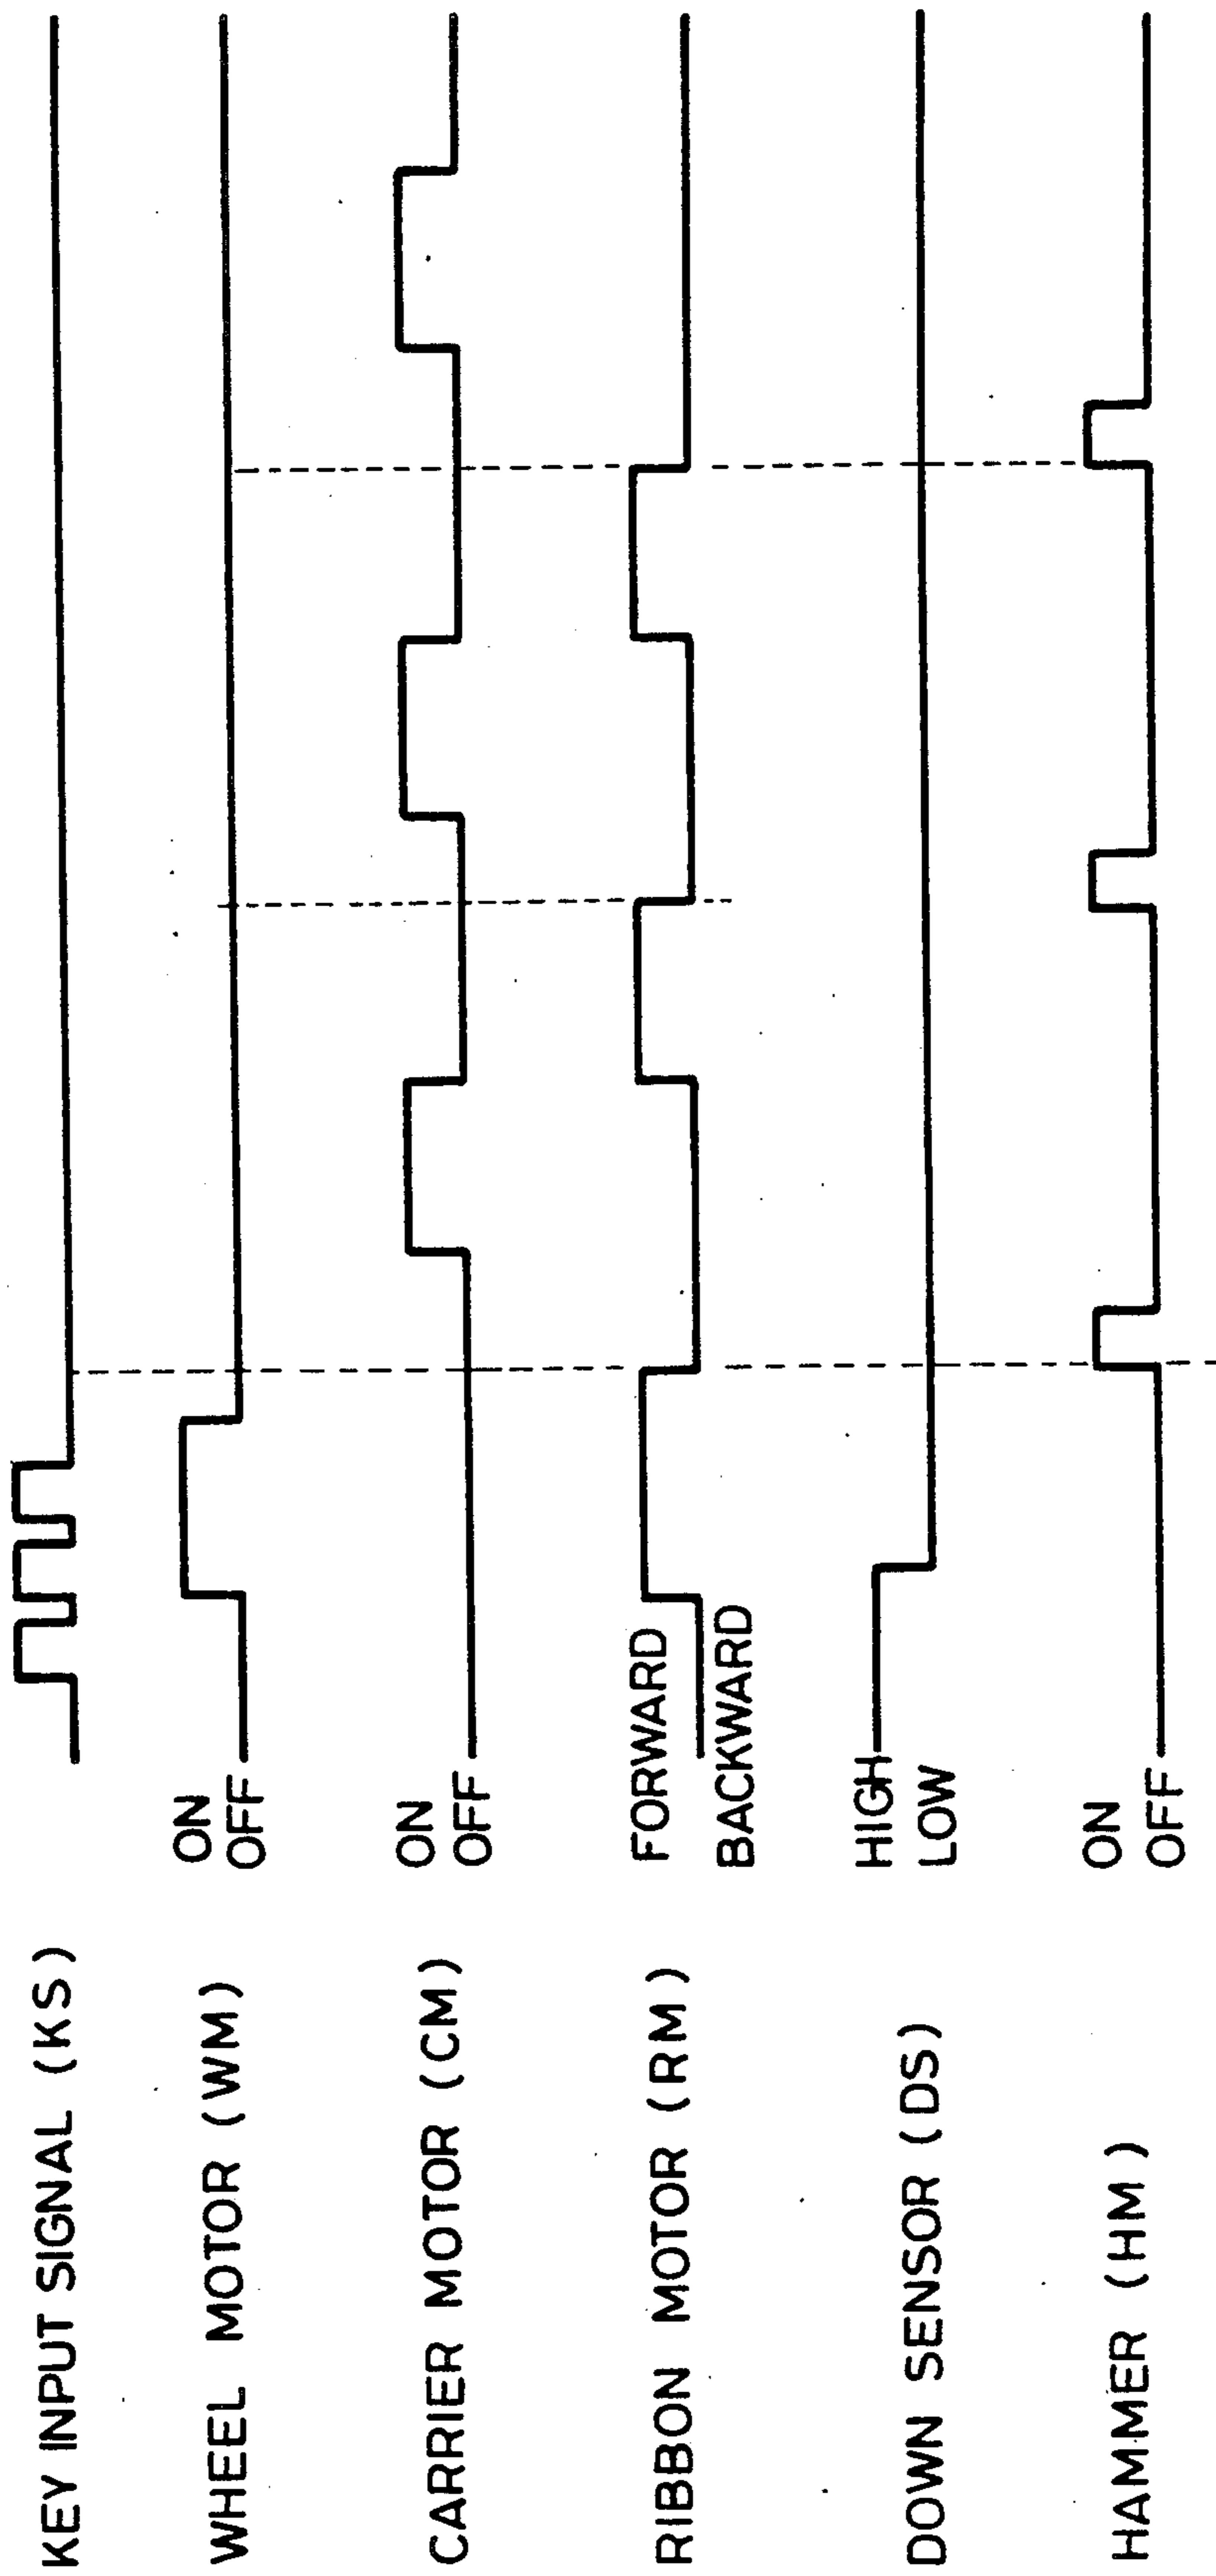 KEY INPUT SIGNAL (KS)
WHEEL MOTOR (WM)
ON
OFF
CARRIER MOTOR (CM)
ON
OFF
RIBBON MOTOR (RM)
FORWARD
BACKWARD
DOWN SENSOR (DS)
HIGH
LOW
HAMMER (HM)
ON
OFF